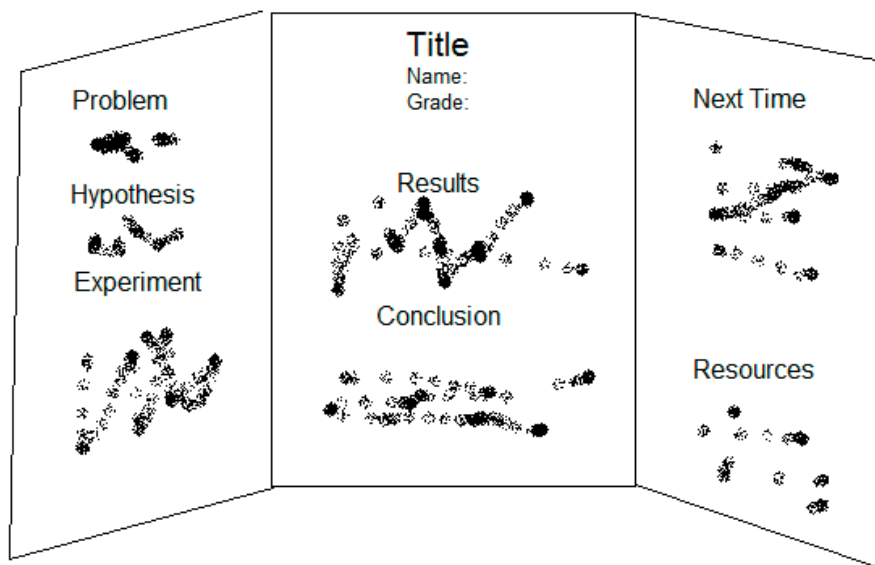 Problem
Hypothesis
Experiment
Title
Name:
Grade:
Results
Conclusion
Next Time
Resources